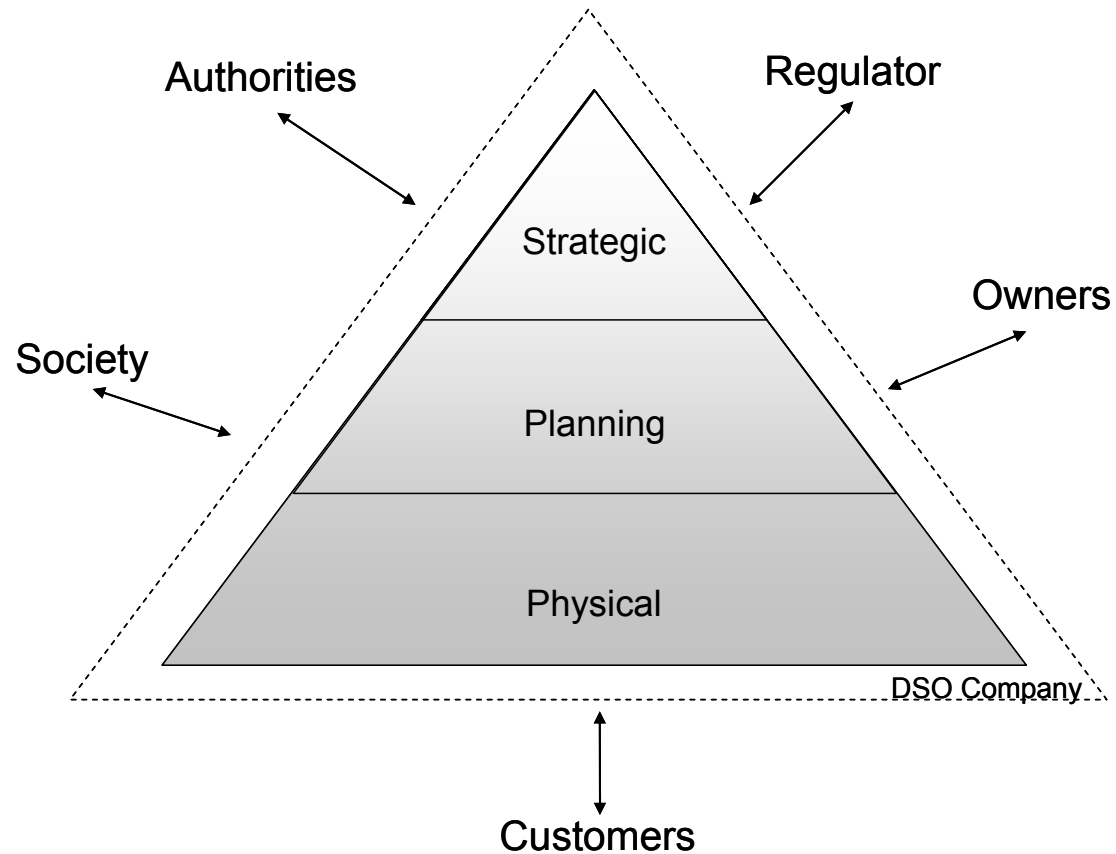 Authorities
Regulator
Strategic
Owners
Society
Planning
Physical
DSO Company
Customers